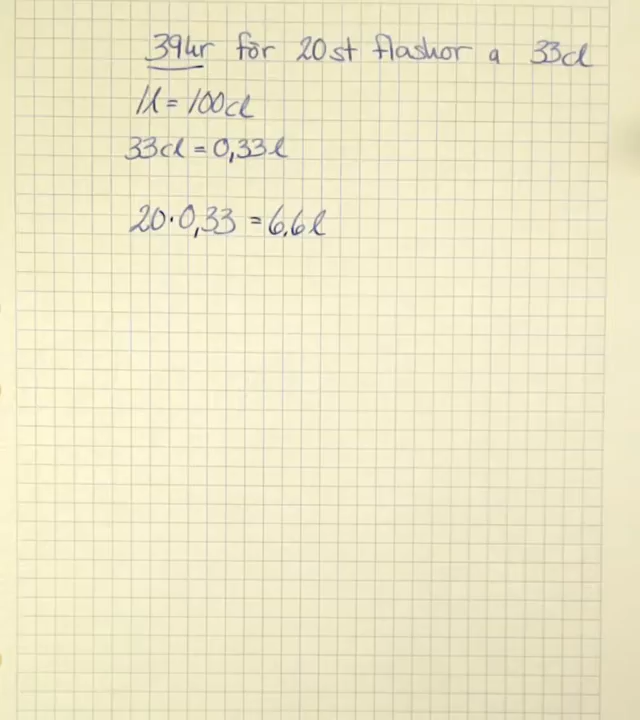 39kr för 20st flaskor a 33cl
1l = 100cl
33cl = 0,33l
20·0,33 = 6,6l